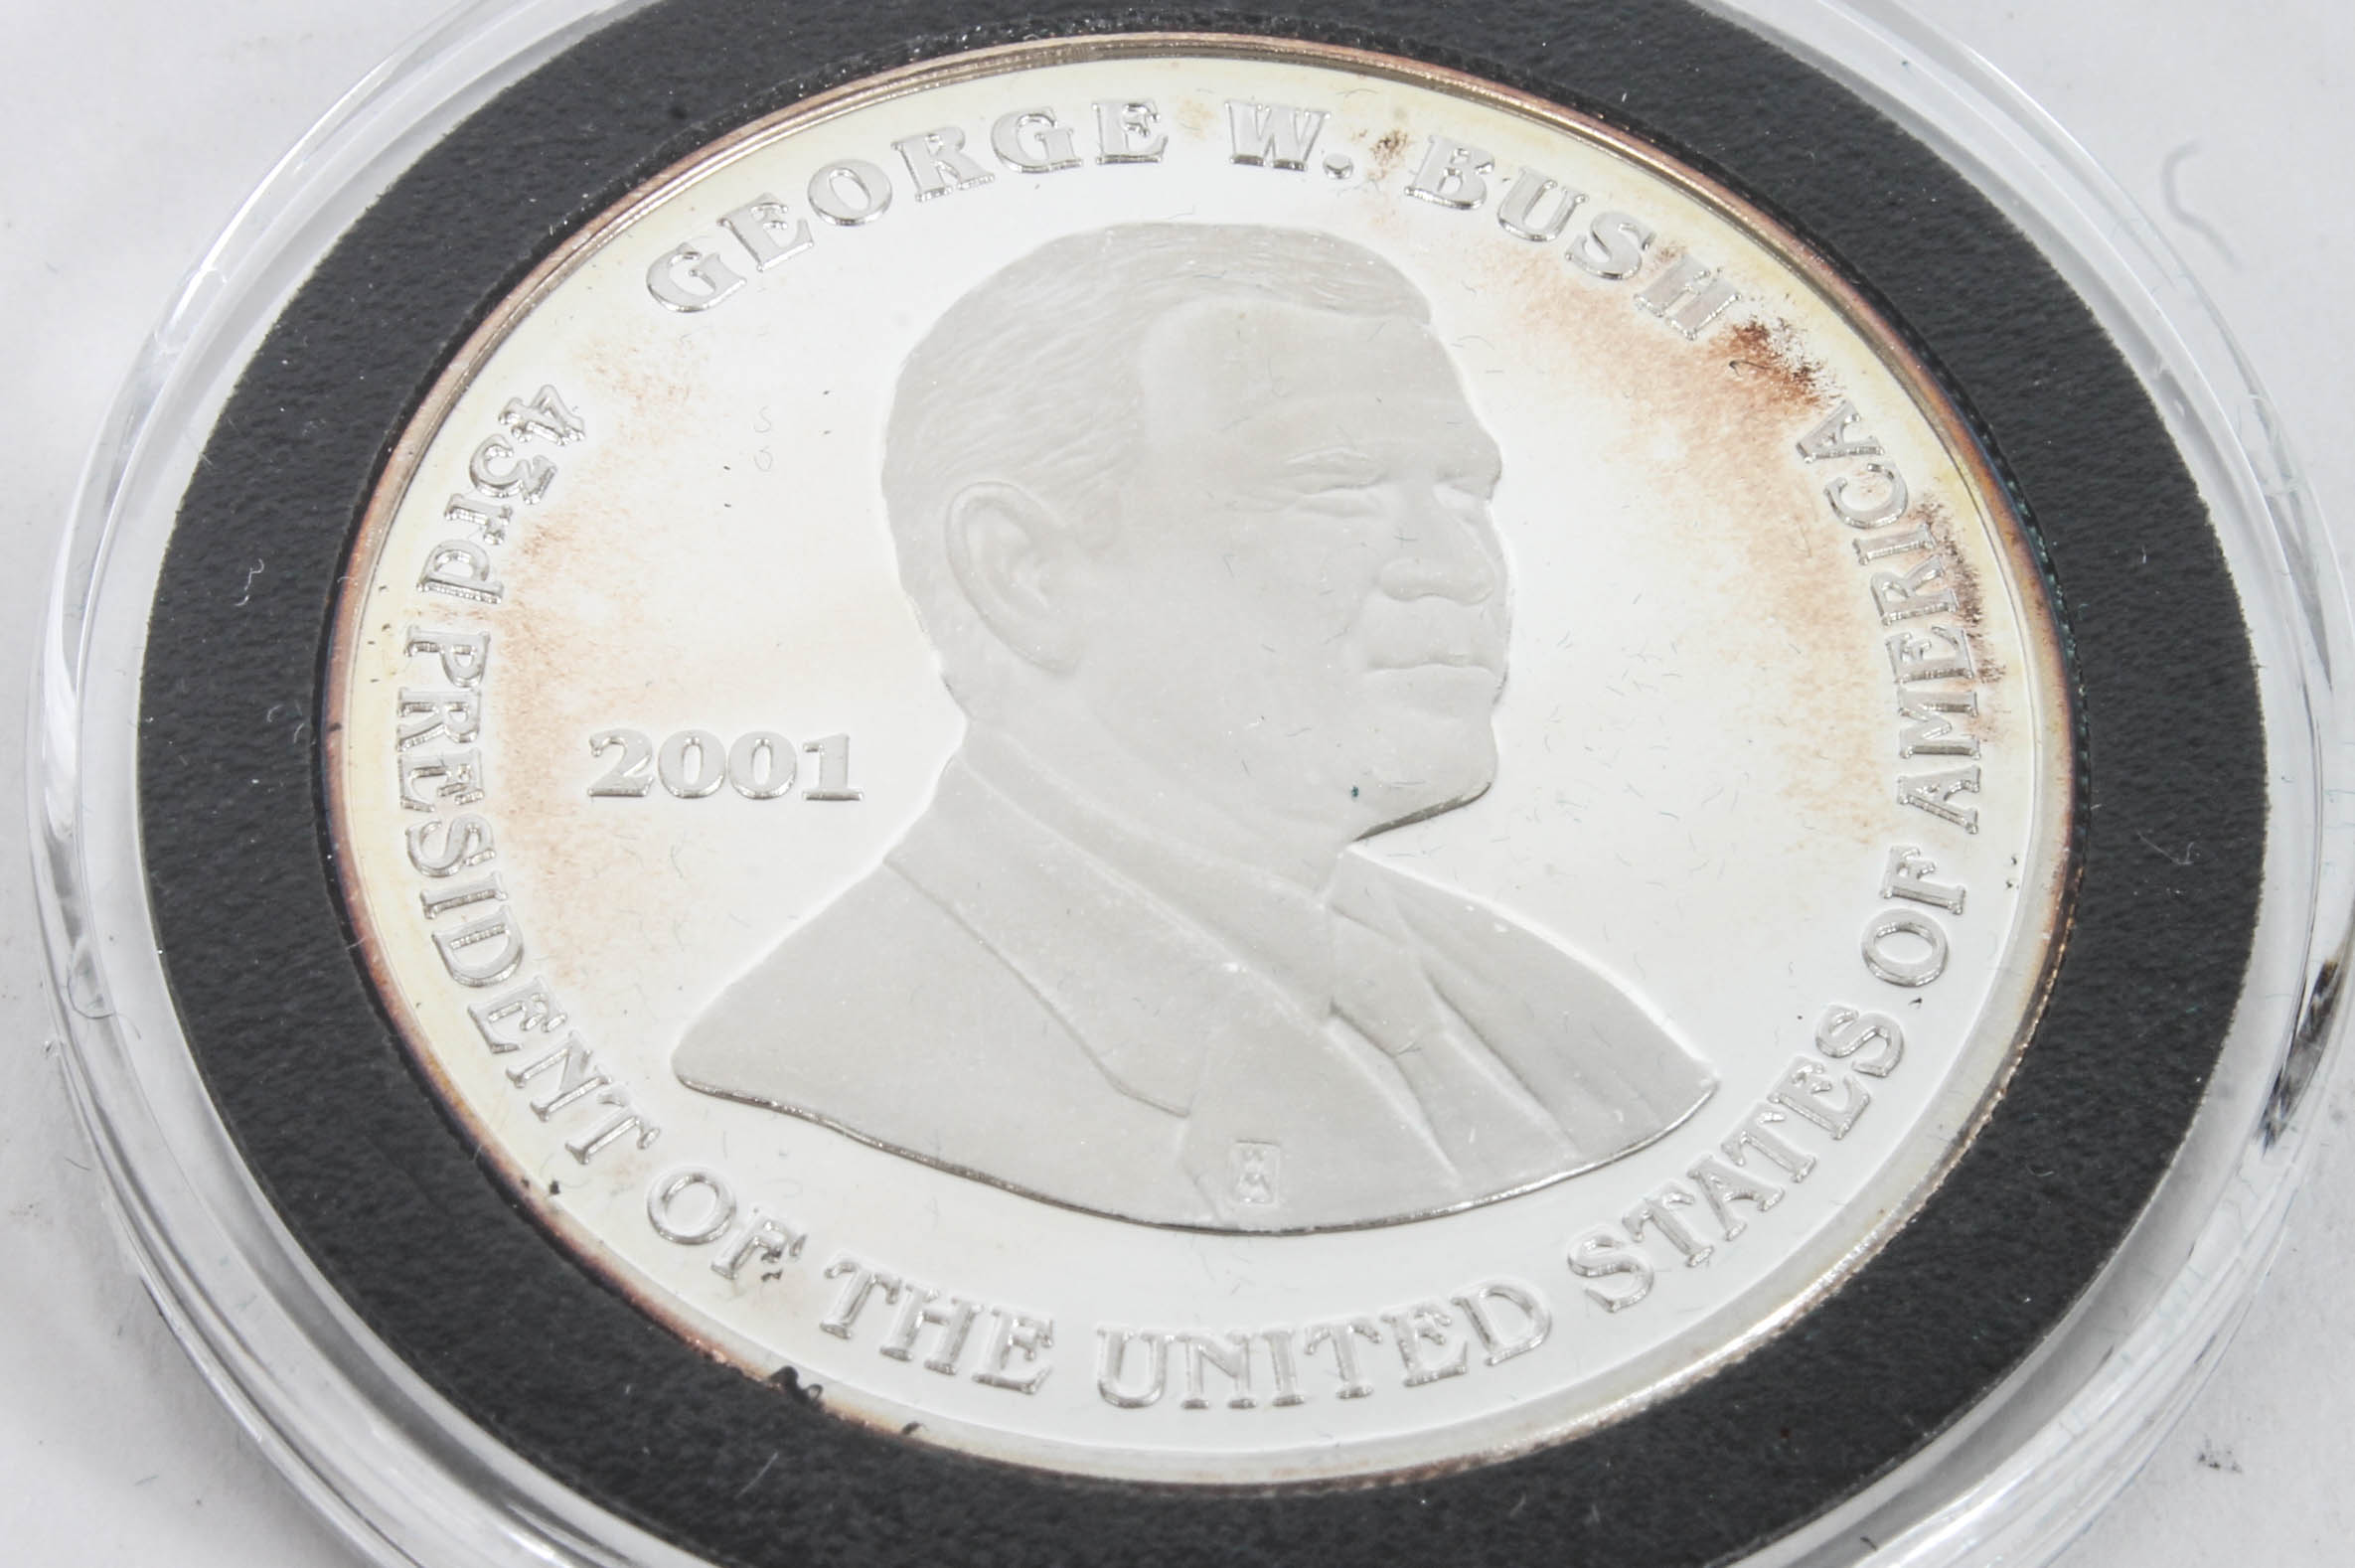 GEORGE W. BUSH
2001
43rd PRESIDENT OF THE UNITED STATES OF AMERICA